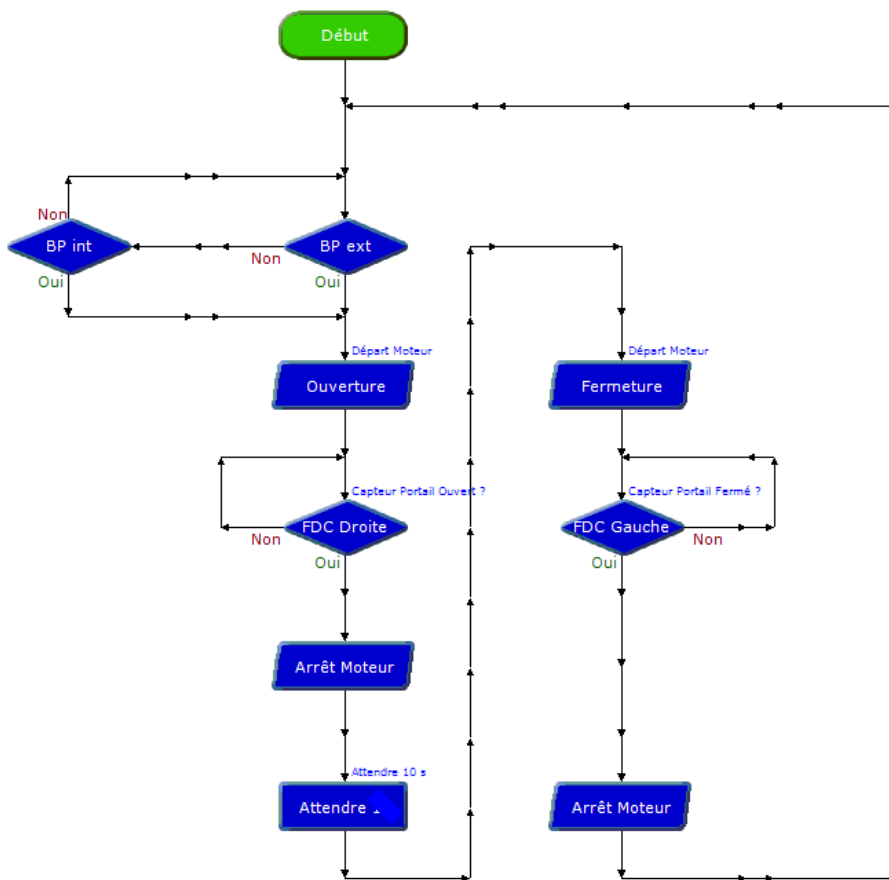 Début
Non
BP int
BP ext
Oui
Non
Oui
Départ Moteur
Ouverture
Départ Moteur
Fermeture
Capteur Portail Ouvert ?
FDC Droite
Non
Oui
Capteur Portail Fermé ?
FDC Gauche
Non
Oui
Arrêt Moteur
Attendre 10 s
Attendre
Arrêt Moteur